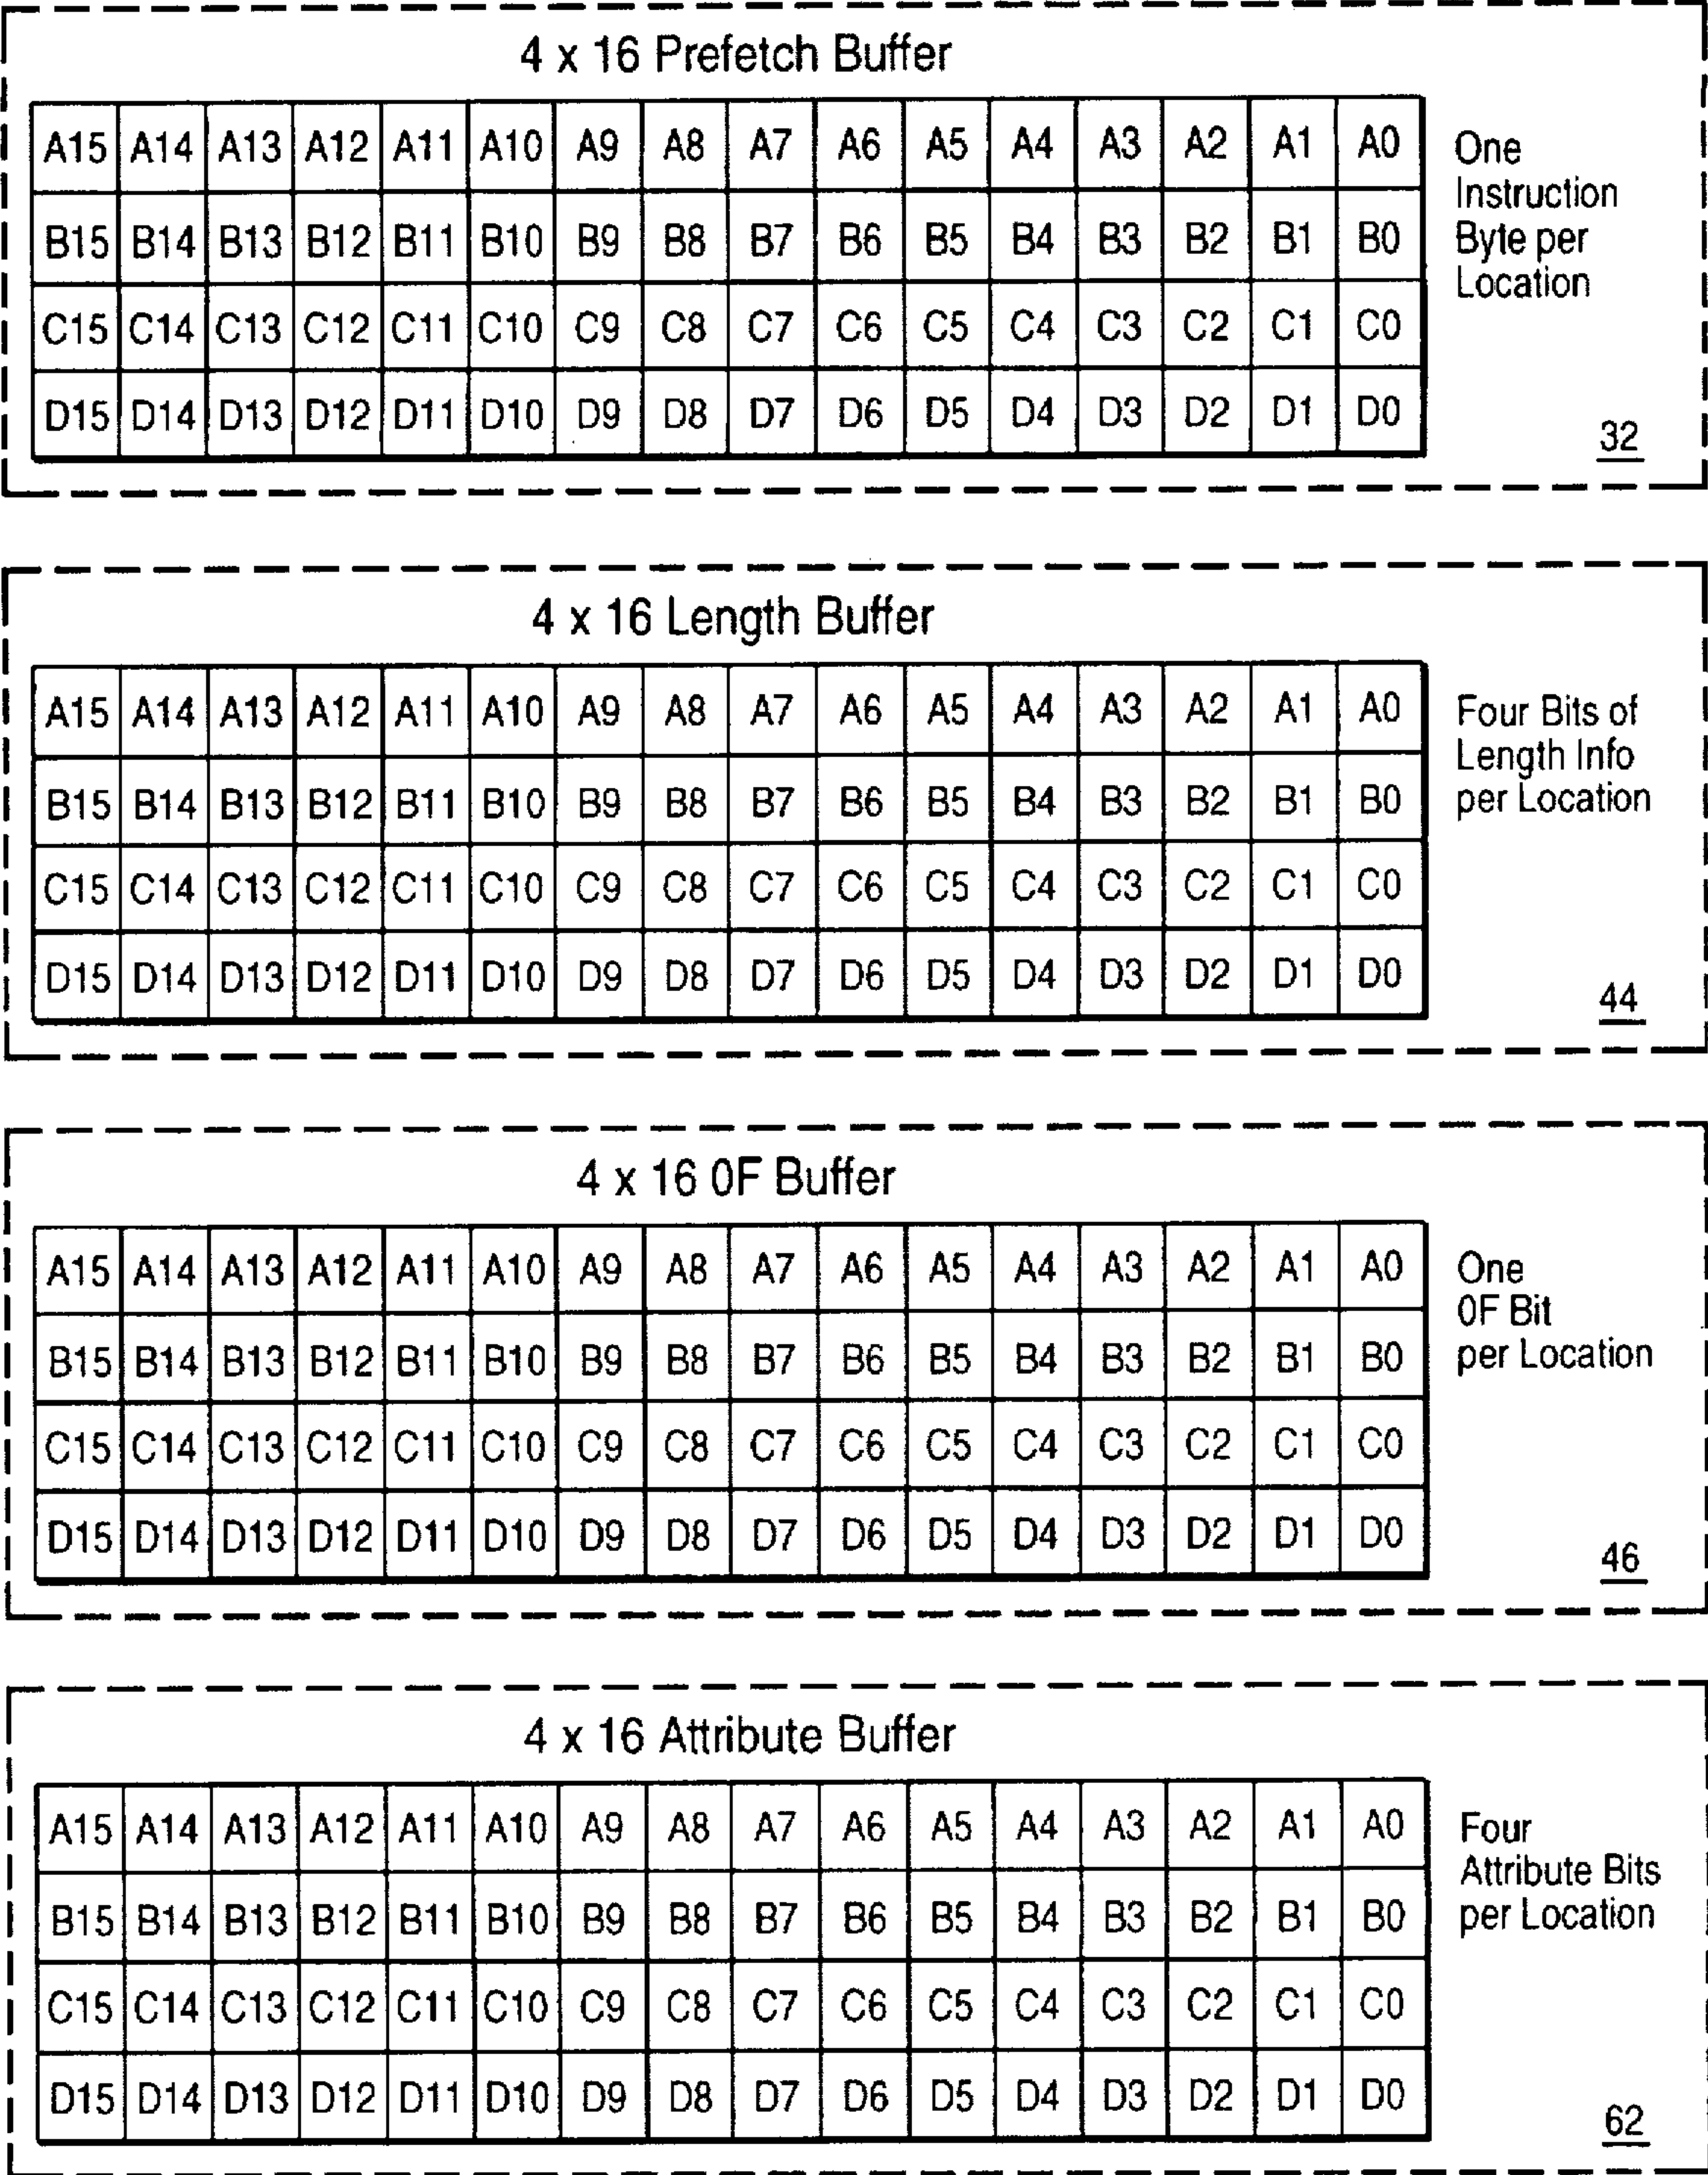 4 x 16 Prefetch Buffer
A15 A14 A13 A12 A11 A10 A9 A8 A7 A6 A5 A4 A3 A2 A1 A0
B15 B14 B13 B12 B11 B10 B9 B8 B7 B6 B5 B4 B3 B2 B1 B0
C15 C14 C13 C12 C11 C10 C9 C8 C7 C6 C5 C4 C3 C2 C1 C0
D15 D14 D13 D12 D11 D10 D9 D8 D7 D6 D5 D4 D3 D2 D1 D0
One
Instruction
Byte per
Location
32
4 x 16 Length Buffer
A15 A14 A13 A12 A11 A10 A9 A8 A7 A6 A5 A4 A3 A2 A1 A0
B15 B14 B13 B12 B11 B10 B9 B8 B7 B6 B5 B4 B3 B2 B1 B0
C15 C14 C13 C12 C11 C10 C9 C8 C7 C6 C5 C4 C3 C2 C1 C0
D15 D14 D13 D12 D11 D10 D9 D8 D7 D6 D5 D4 D3 D2 D1 D0
Four Bits of
Length Info
per Location
44
4 x 16 0F Buffer
A15 A14 A13 A12 A11 A10 A9 A8 A7 A6 A5 A4 A3 A2 A1 A0
B15 B14 B13 B12 B11 B10 B9 B8 B7 B6 B5 B4 B3 B2 B1 B0
C15 C14 C13 C12 C11 C10 C9 C8 C7 C6 C5 C4 C3 C2 C1 C0
D15 D14 D13 D12 D11 D10 D9 D8 D7 D6 D5 D4 D3 D2 D1 D0
One
0F Bit
per Location
46
4 x 16 Attribute Buffer
A15 A14 A13 A12 A11 A10 A9 A8 A7 A6 A5 A4 A3 A2 A1 A0
B15 B14 B13 B12 B11 B10 B9 B8 B7 B6 B5 B4 B3 B2 B1 B0
C15 C14 C13 C12 C11 C10 C9 C8 C7 C6 C5 C4 C3 C2 C1 C0
D15 D14 D13 D12 D11 D10 D9 D8 D7 D6 D5 D4 D3 D2 D1 D0
Four
Attribute Bits
per Location
62